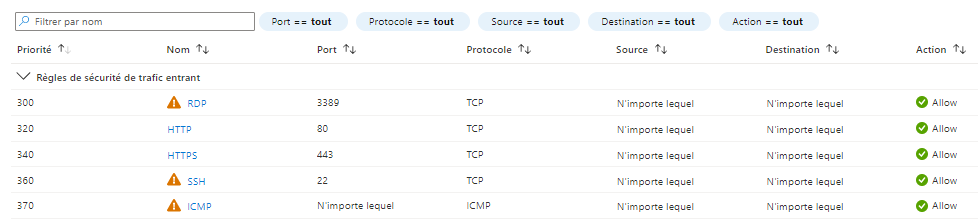 Filtrer par nom Port == tout Protocole == tout Source == tout Destination == tout Action == tout
Priorité Nom Port Protocole Source Destination Action
Règles de sécurité de trafic entrant
300 RDP 3389 TCP N'importe lequel N'importe lequel Allow
320 HTTP 80 TCP N'importe lequel N'importe lequel Allow
340 HTTPS 443 TCP N'importe lequel N'importe lequel Allow
360 SSH 22 TCP N'importe lequel N'importe lequel Allow
370 ICMP N'importe lequel ICMP N'importe lequel N'importe lequel Allow